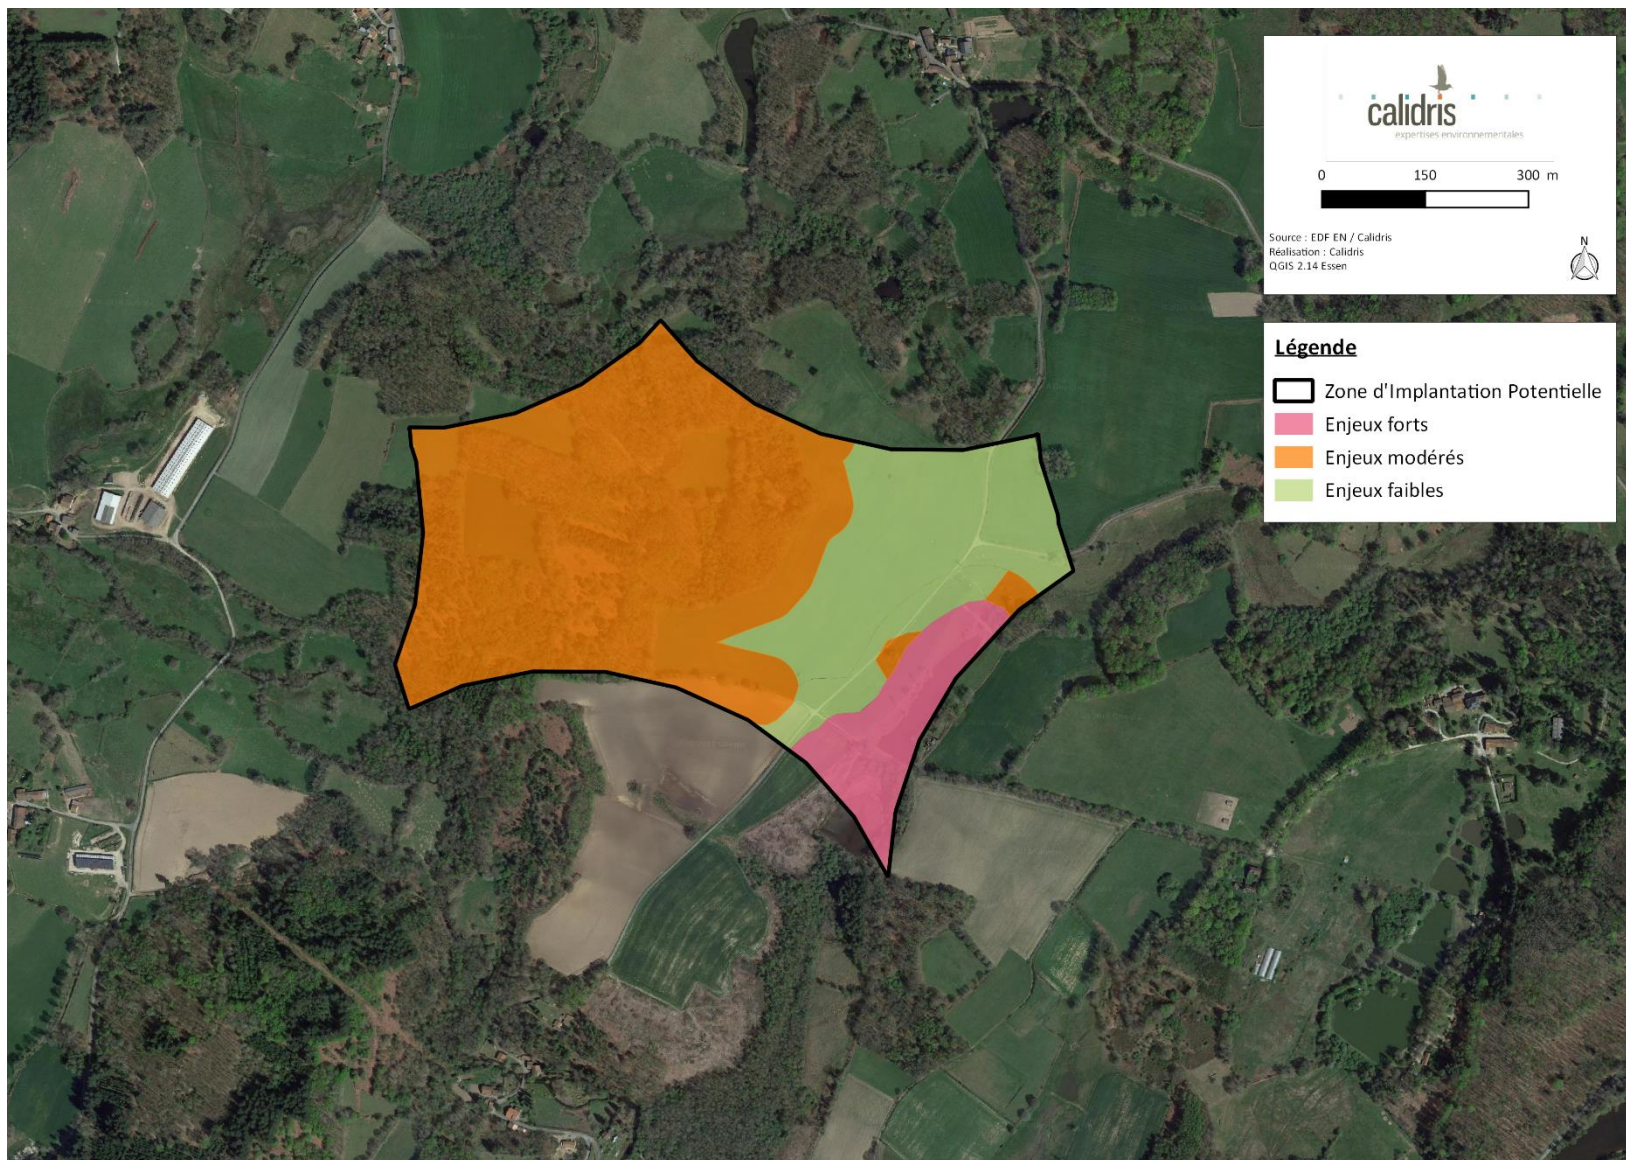 calidris
expertises environnementales
0 150 300 m
Source : EDF EN / Calidris
Réalisation : Calidris
QGIS 2.14 Essen
N
Légende
Zone d'Implantation Potentielle
Enjeux forts
Enjeux modérés
Enjeux faibles